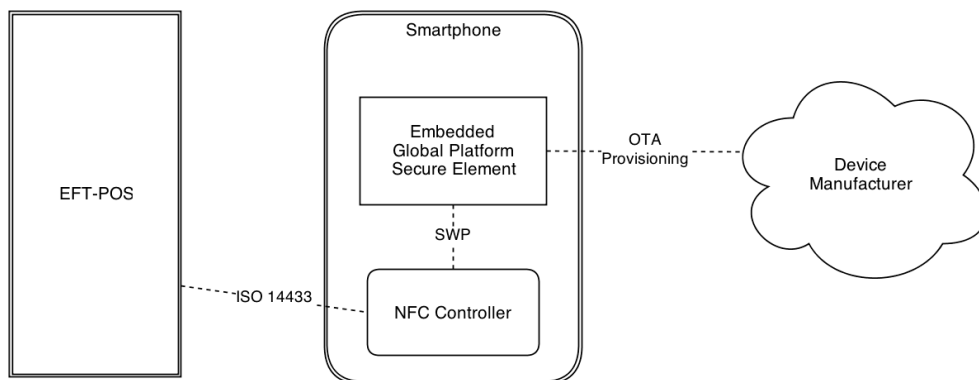 Smartphone
EFT-POS
Embedded
Global Platform
Secure Element
OTA
Provisioning
Device
Manufacturer
SWP
ISO 14433
NFC Controller